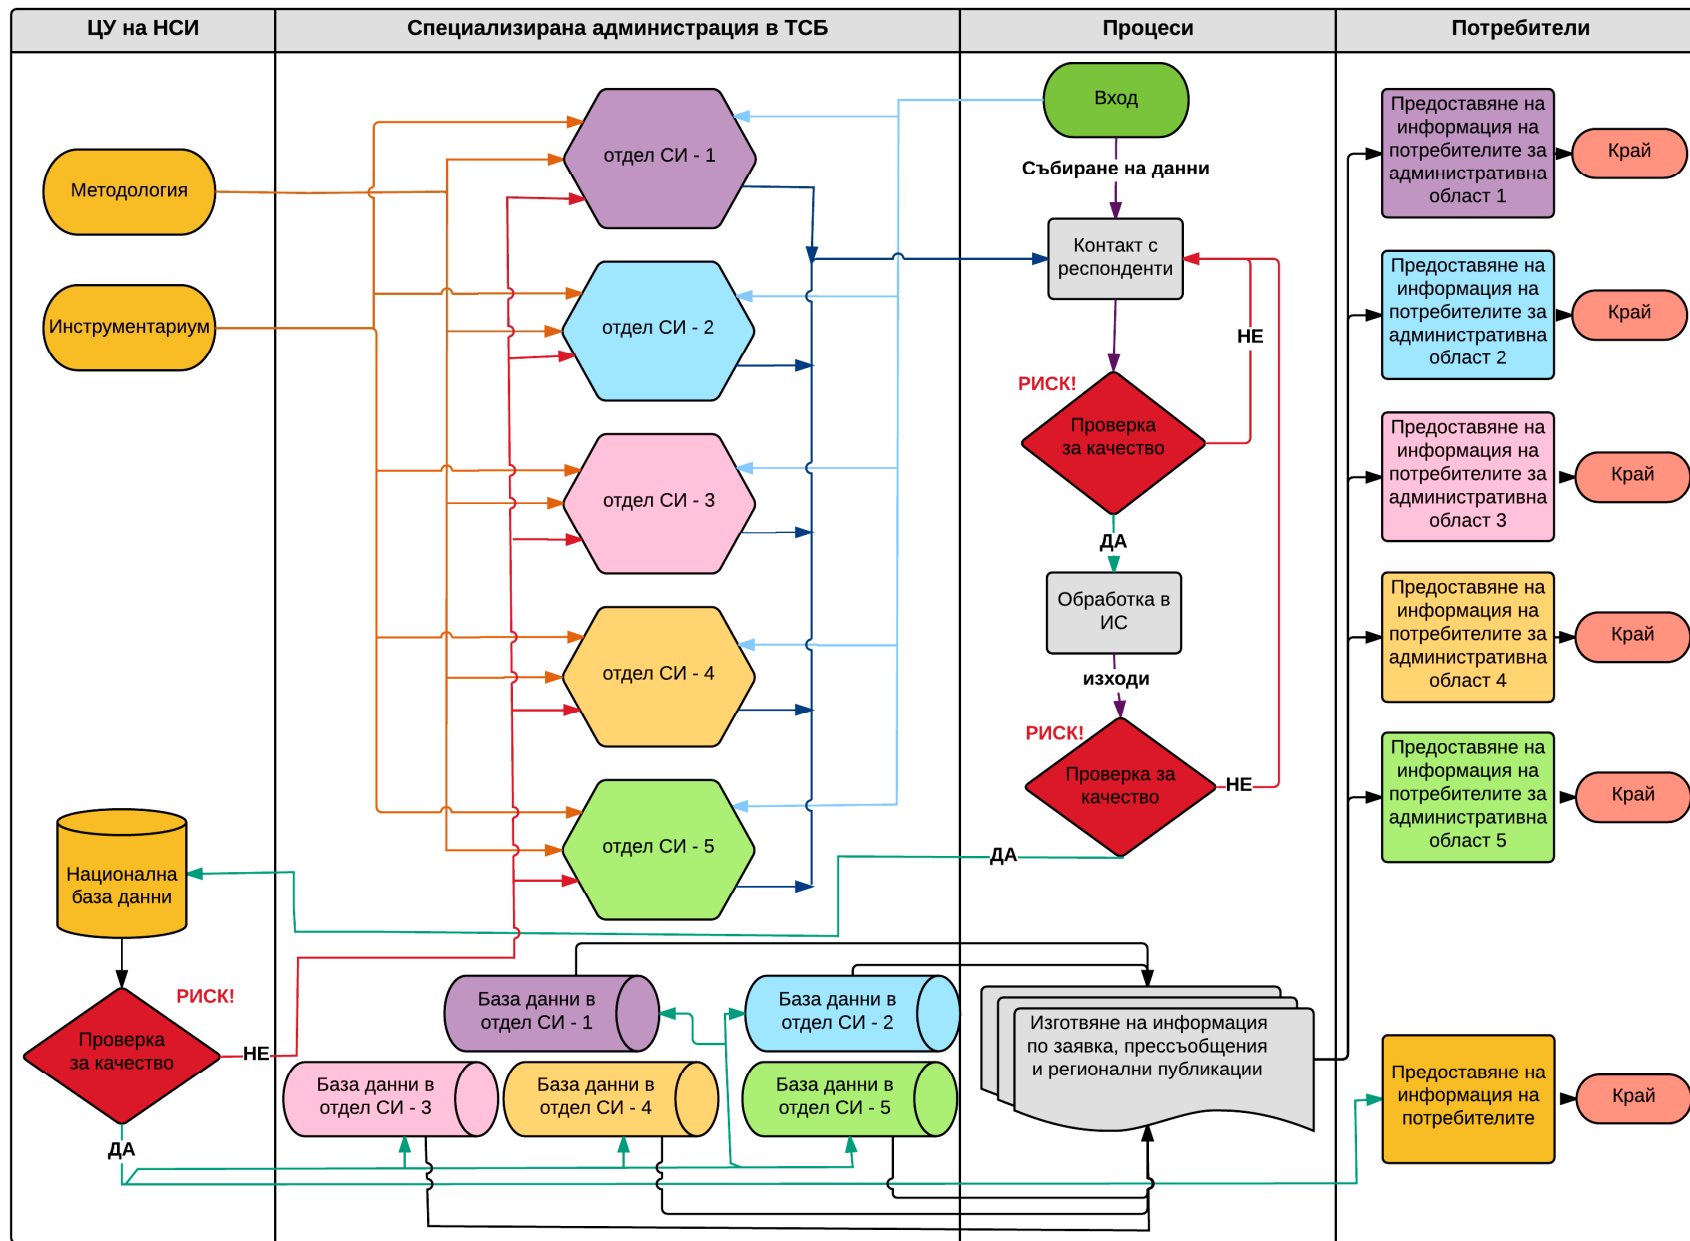 ЦУ на НСИ
Специализирана администрация в ТСБ
Процеси
Потребители
Методология
Инструментариум
Национална
база данни
РИСК!
Проверка
за качество
НЕ
ДА
отдел СИ - 1
отдел СИ - 2
отдел СИ - 3
отдел СИ - 4
отдел СИ - 5
База данни в
отдел СИ - 1
База данни в
отдел СИ - 2
База данни в
отдел СИ - 3
База данни в
отдел СИ - 4
База данни в
отдел СИ - 5
Вход
Събиране на данни
Контакт с
респонденти
НЕ
РИСК!
Проверка
за качество
ДА
Обработка в
ИС
изходи
РИСК!
Проверка за
качество
НЕ
ДА
Изготвяне на информация
по заявка, прессъобщения
и регионални публикации
Предоставяне на
информация на
потребителите за
административна
област 1
Край
Предоставяне на
информация на
потребителите за
административна
област 2
Край
Предоставяне на
информация на
потребителите за
административна
област 3
Край
Предоставяне на
информация на
потребителите за
административна
област 4
Край
Предоставяне на
информация на
потребителите за
административна
област 5
Край
Предоставяне на
информация на
потребителите
Край